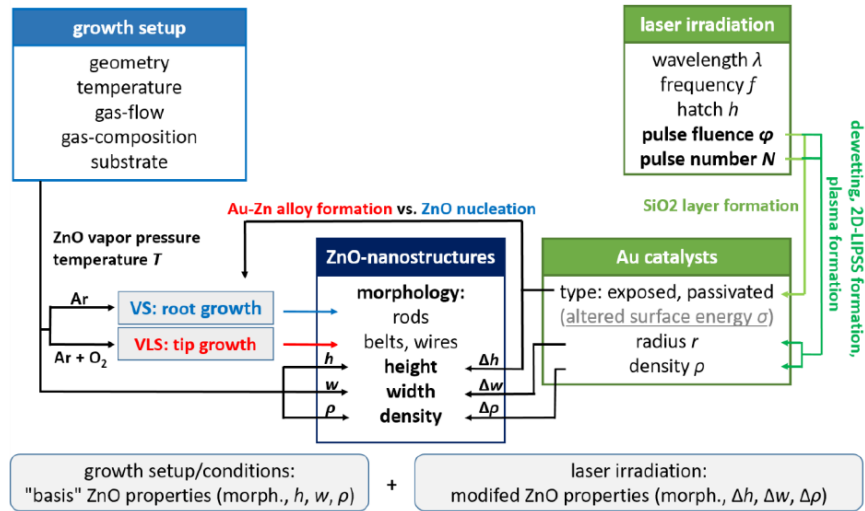 growth setup
geometry
temperature
gas-flow
gas-composition
substrate
laser irradiation
wavelength λ
frequency f
hatch h
pulse fluence φ
pulse number N
dewetting, 2D-LIPSS formation,
plasma formation
SiO2 layer formation
Au-Zn alloy formation vs. ZnO nucleation
ZnO vapor pressure
temperature T
Ar
VS: root growth
Ar + O₂
VLS: tip growth
ZnO-nanostructures
morphology:
rods
belts, wires
h height Δh
w width Δw
ρ density Δρ
Au catalysts
type: exposed, passivated
(altered surface energy σ)
radius r
density ρ
growth setup/conditions:
"basis" ZnO properties (morph., h, w, ρ)
+
laser irradiation:
modifed ZnO properties (morph., Δh, Δw, Δρ)